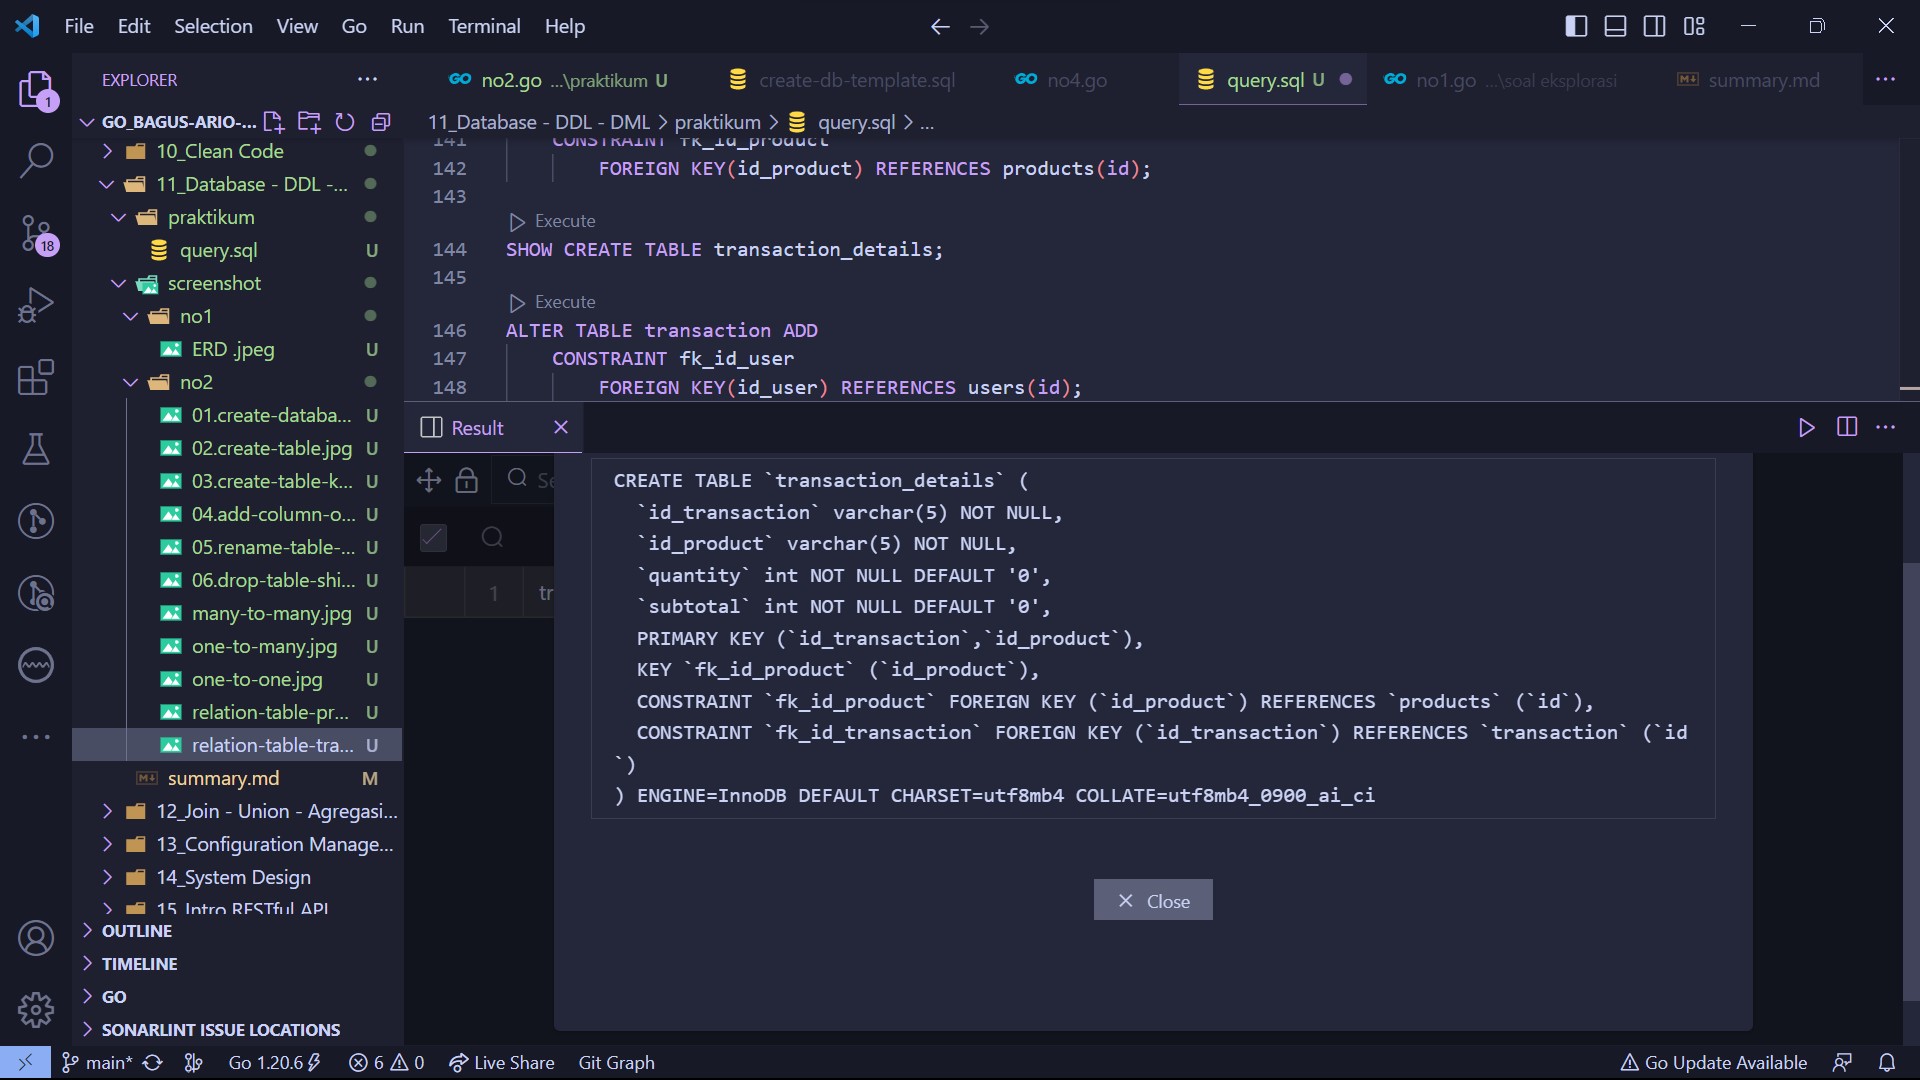 File Edit Selection View Go Run Terminal Help
EXPLORER
GO_BAGUS-ARIO-...
10_Clean Code
11_Database - DDL -...
praktikum
query.sql U
screenshot
no1
ERD .jpeg U
no2
01.create-databa... U
02.create-table.jpg U
03.create-table-k... U
04.add-column-o... U
05.rename-table-... U
06.drop-table-shi... U
many-to-many.jpg U
one-to-many.jpg U
one-to-one.jpg U
relation-table-pr... U
relation-table-tra... U
summary.md M
12_Join - Union - Agregasi...
13_Configuration Manage...
14_System Design
15_Intro RESTful API
OUTLINE
TIMELINE
GO
SONARLINT ISSUE LOCATIONS
1
18
no2.go ...\praktikum U
create-db-template.sql
no4.go
query.sql U
no1.go ...\soal eksplorasi
summary.md
11_Database - DDL - DML > praktikum > query.sql > ...
141 CONSTRAINT fk_id_product
142 FOREIGN KEY(id_product) REFERENCES products(id);
143
Execute
144 SHOW CREATE TABLE transaction_details;
145
Execute
146 ALTER TABLE transaction ADD
147 CONSTRAINT fk_id_user
148 FOREIGN KEY(id_user) REFERENCES users(id);
Result
Se
1 tr
CREATE TABLE `transaction_details` (
`id_transaction` varchar(5) NOT NULL,
`id_product` varchar(5) NOT NULL,
`quantity` int NOT NULL DEFAULT '0',
`subtotal` int NOT NULL DEFAULT '0',
PRIMARY KEY (`id_transaction`,`id_product`),
KEY `fk_id_product` (`id_product`),
CONSTRAINT `fk_id_product` FOREIGN KEY (`id_product`) REFERENCES `products` (`id`),
CONSTRAINT `fk_id_transaction` FOREIGN KEY (`id_transaction`) REFERENCES `transaction` (`id
`)
) ENGINE=InnoDB DEFAULT CHARSET=utf8mb4 COLLATE=utf8mb4_0900_ai_ci
Close
main* Go 1.20.6 6 0 Live Share Git Graph
Go Update Available